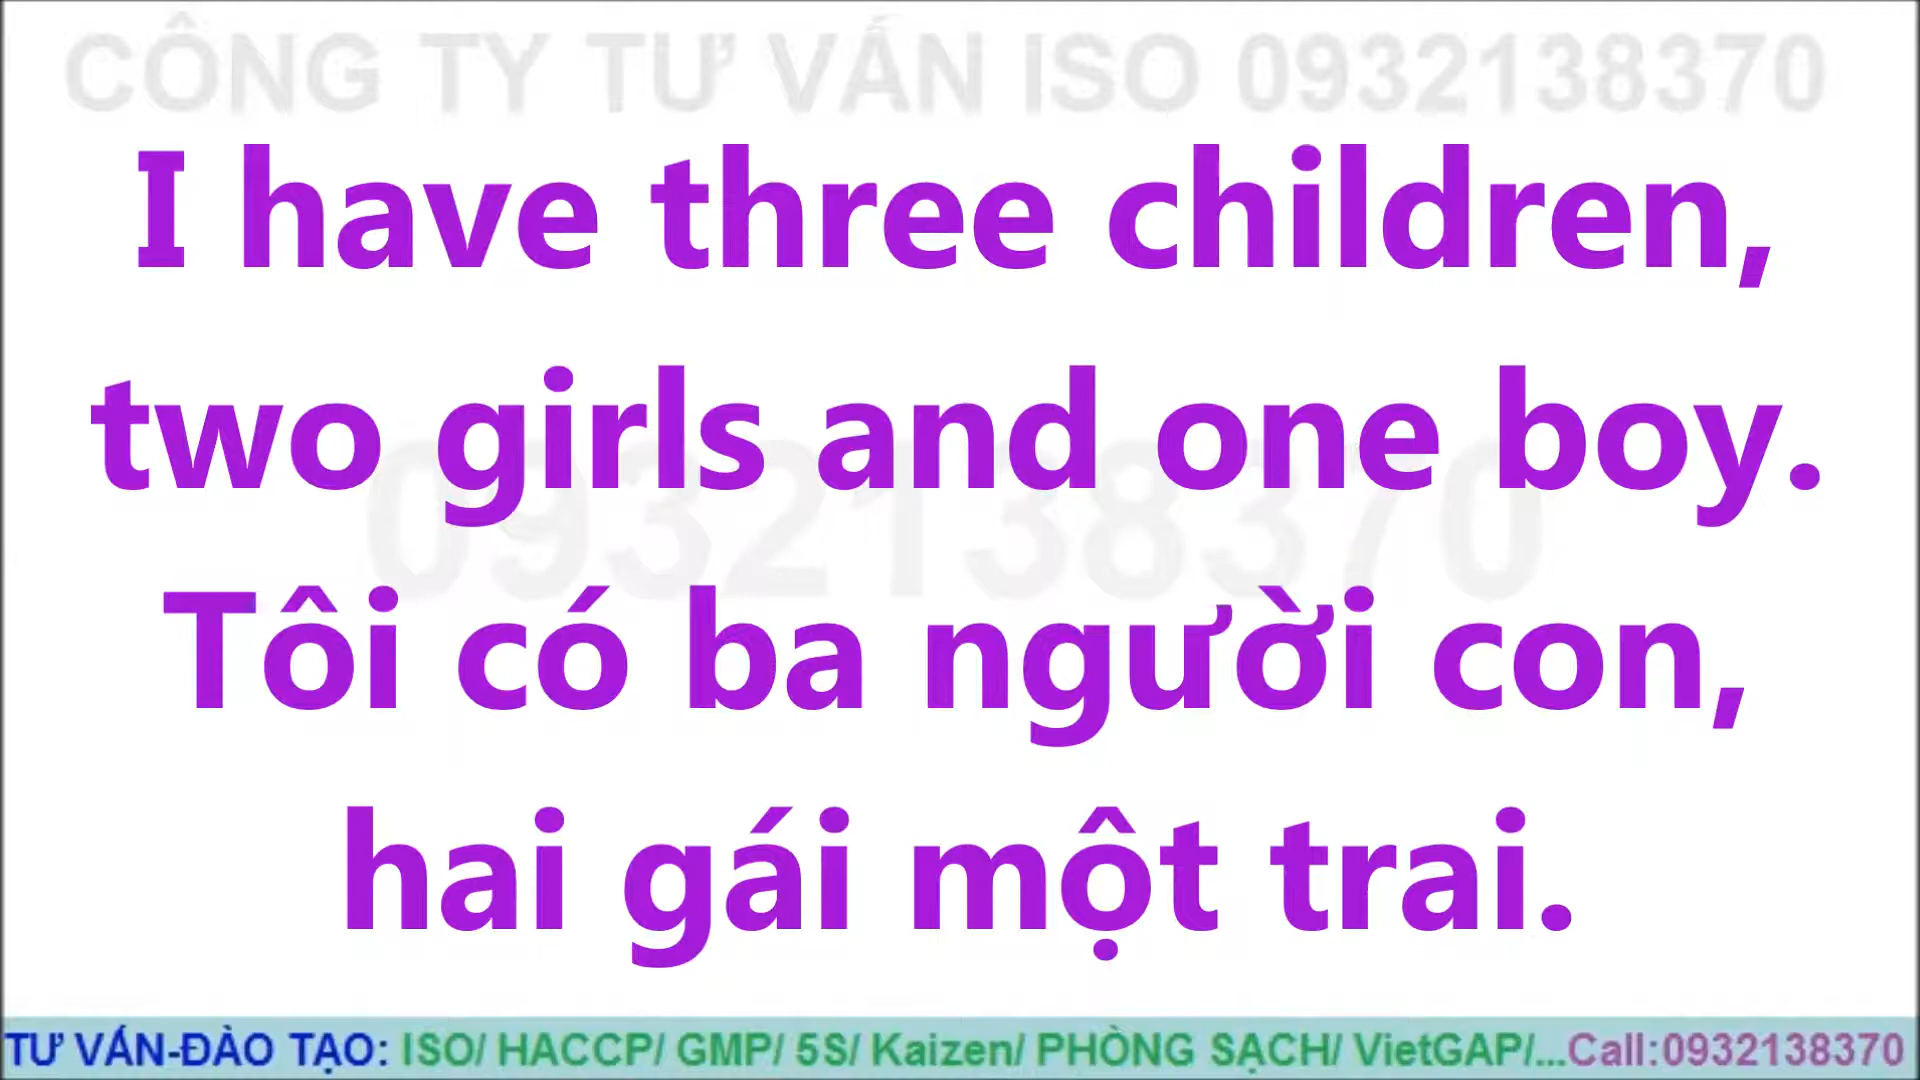 CÔNG TY TƯ VẤN ISO 0932138370
I have three children,
two girls and one boy.
0932138370
Tôi có ba người con,
hai gái một trai.
TƯ VẤN-ĐÀO TẠO: ISO/ HACCP/ GMP/ 5S/ Kaizen/ PHÒNG SẠCH/ VietGAP/...Call:0932138370